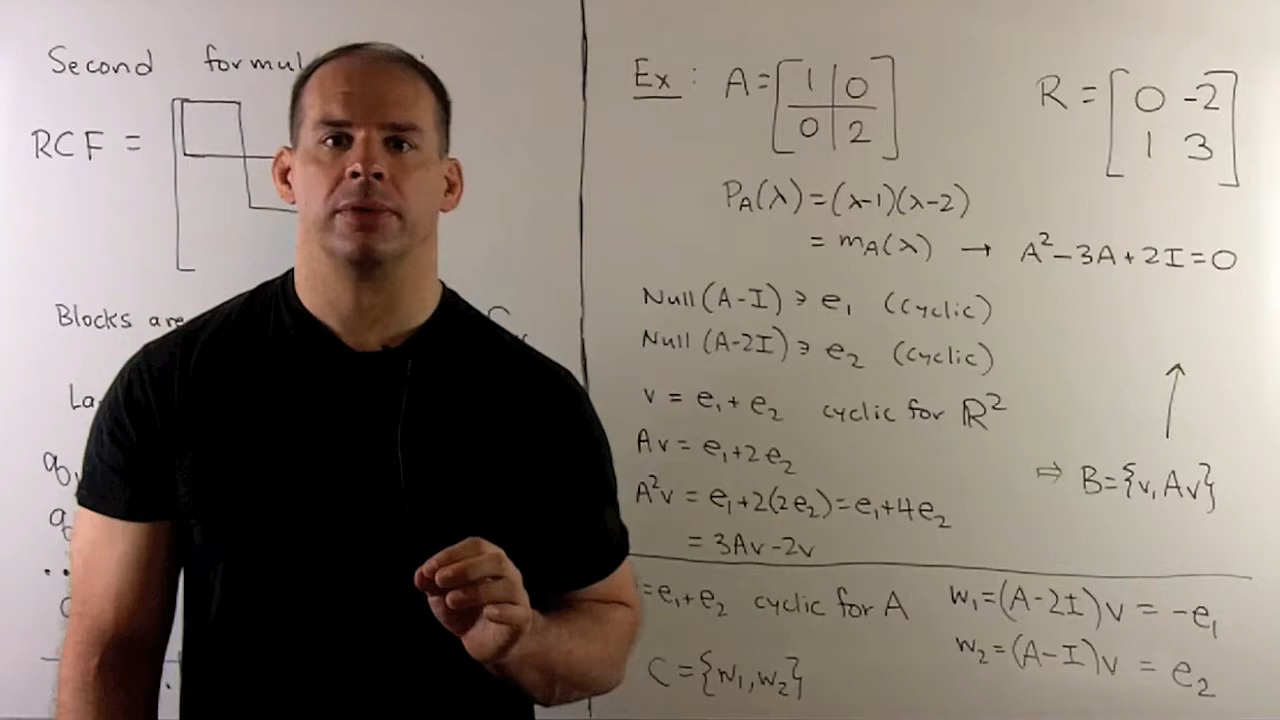 Second
RCF =
Blocks are
Ex : A = [1 0 0 2]
R = [0 -2 1 3]
P_A(λ) = (λ-1)(λ-2)
= m_A(λ) → A² - 3A + 2I = 0
Null (A-I) ∋ e₁ (cyclic)
Null (A-2I) ∋ e₂ (cyclic)
v = e₁ + e₂ cyclic for ℝ²
Av = e₁ + 2e₂
A²v = e₁ + 2(2e₂) = e₁ + 4e₂
= 3Av - 2v
⇒ B = {v, Av}
= e₁ + e₂ cyclic for A
w₁ = (A-2I)v = -e₁
w₂ = (A-I)v = e₂
C = {w₁, w₂}